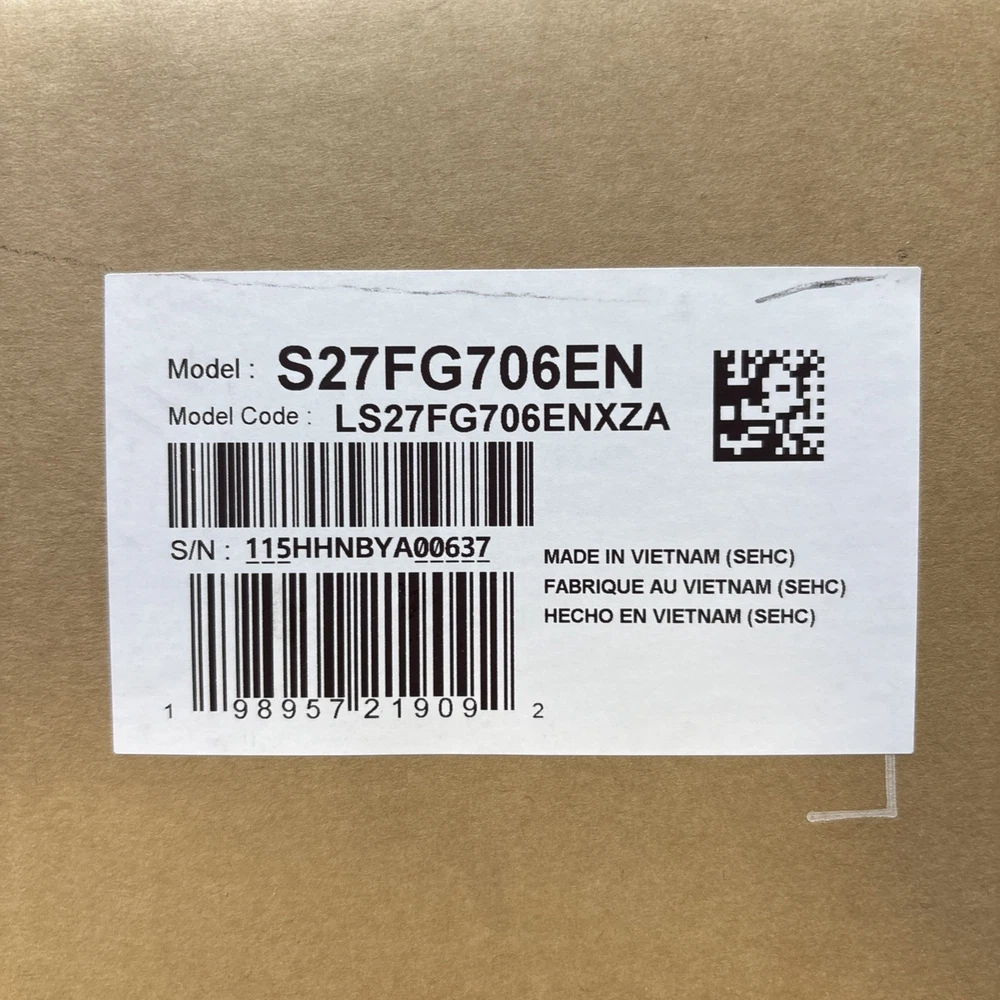 Model : S27FG706EN
Model Code : LS27FG706ENXZA
S/N : 115HHNBYA00637
MADE IN VIETNAM (SEHC)
FABRIQUE AU VIETNAM (SEHC)
HECHO EN VIETNAM (SEHC)
1 98957 21909 2